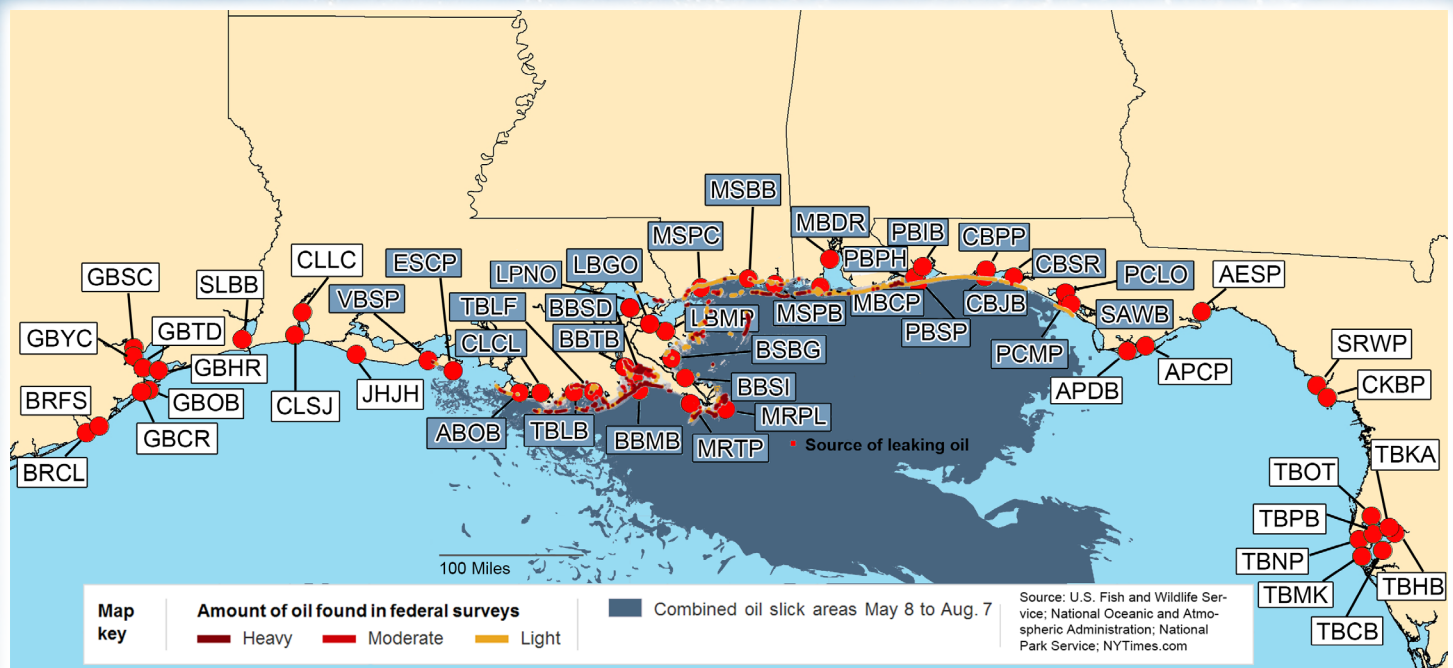 MSBB
MSPC
MBDR
PBIB
CBPP
ESCP
LPNO
LBGO
PBPH
CBSR
GBSC
SLBB
CLLC
PCLO
AESP
VBSP
TBLF
BBSD
GBYC
GBTD
CLCL
BBTB
LBMP
MSPB
MBCP
CBJB
SAWB
PBSP
GBHR
BSBG
PCMP
SRWP
BRFS
GBOB
CLSJ
JHJH
BBSI
APDB
APCP
CKBP
GBCR
ABOB
TBLB
BBMB
MRTP
MRPL
Source of leaking oil
BRCL
TBKA
TBOT
TBPB
TBNP
TBMK
TBHB
TBCB
100 Miles
Map
key
Amount of oil found in federal surveys
Heavy
Moderate
Light
Combined oil slick areas May 8 to Aug. 7
Source: U.S. Fish and Wildlife Ser-
vice; National Oceanic and Atmo-
spheric Administration; National
Park Service; NYTimes.com